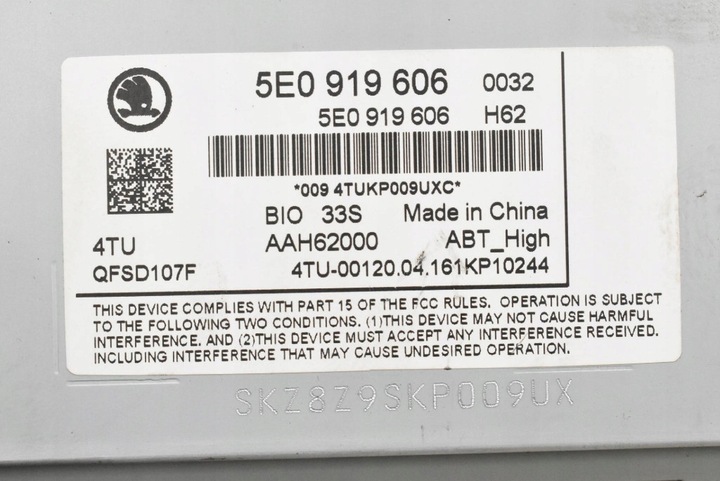 5E0 919 606 0032
5E0 919 606 H62
*009 4TUKP009UXC*
BIO 33S Made in China
4TU AAH62000 ABT_High
QFSD107F 4TU-00120.04.161KP10244
THIS DEVICE COMPLIES WITH PART 15 OF THE FCC RULES. OPERATION IS SUBJECT
TO THE FOLLOWING TWO CONDITIONS. (1)THIS DEVICE MAY NOT CAUSE HARMFUL
INTERFERENCE. AND (2)THIS DEVICE MUST ACCEPT ANY INTERFERENCE RECEIVED.
INCLUDING INTERFERENCE THAT MAY CAUSE UNDESIRED OPERATION.
SKZ8Z9SKP009UX